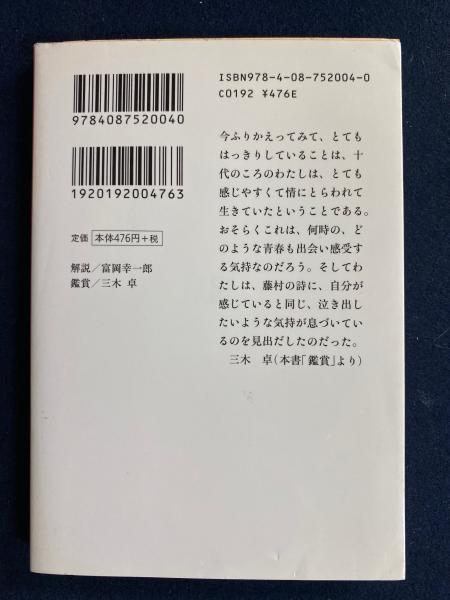 ISBN978-4-08-752004-0
C0192 ¥476E
9784087520040
1920192004763
定価 本体476円+税
解説／富岡幸一郎
鑑賞／三木 卓
今ふりかえってみて、とても
はっきりしていることは、十
代のころのわたしは、とても
感じやすくて情にとらわれて
生きていたということである。
おそらくこれは、何時の、ど
のような青春も出会い感受す
る気持なのだろう。そしてわ
たしは、藤村の詩に、自分が
感じていると同じ、泣き出し
たいような気持が息づいてい
るのを見出だしたのだった。
三木 卓(本書「鑑賞」より)